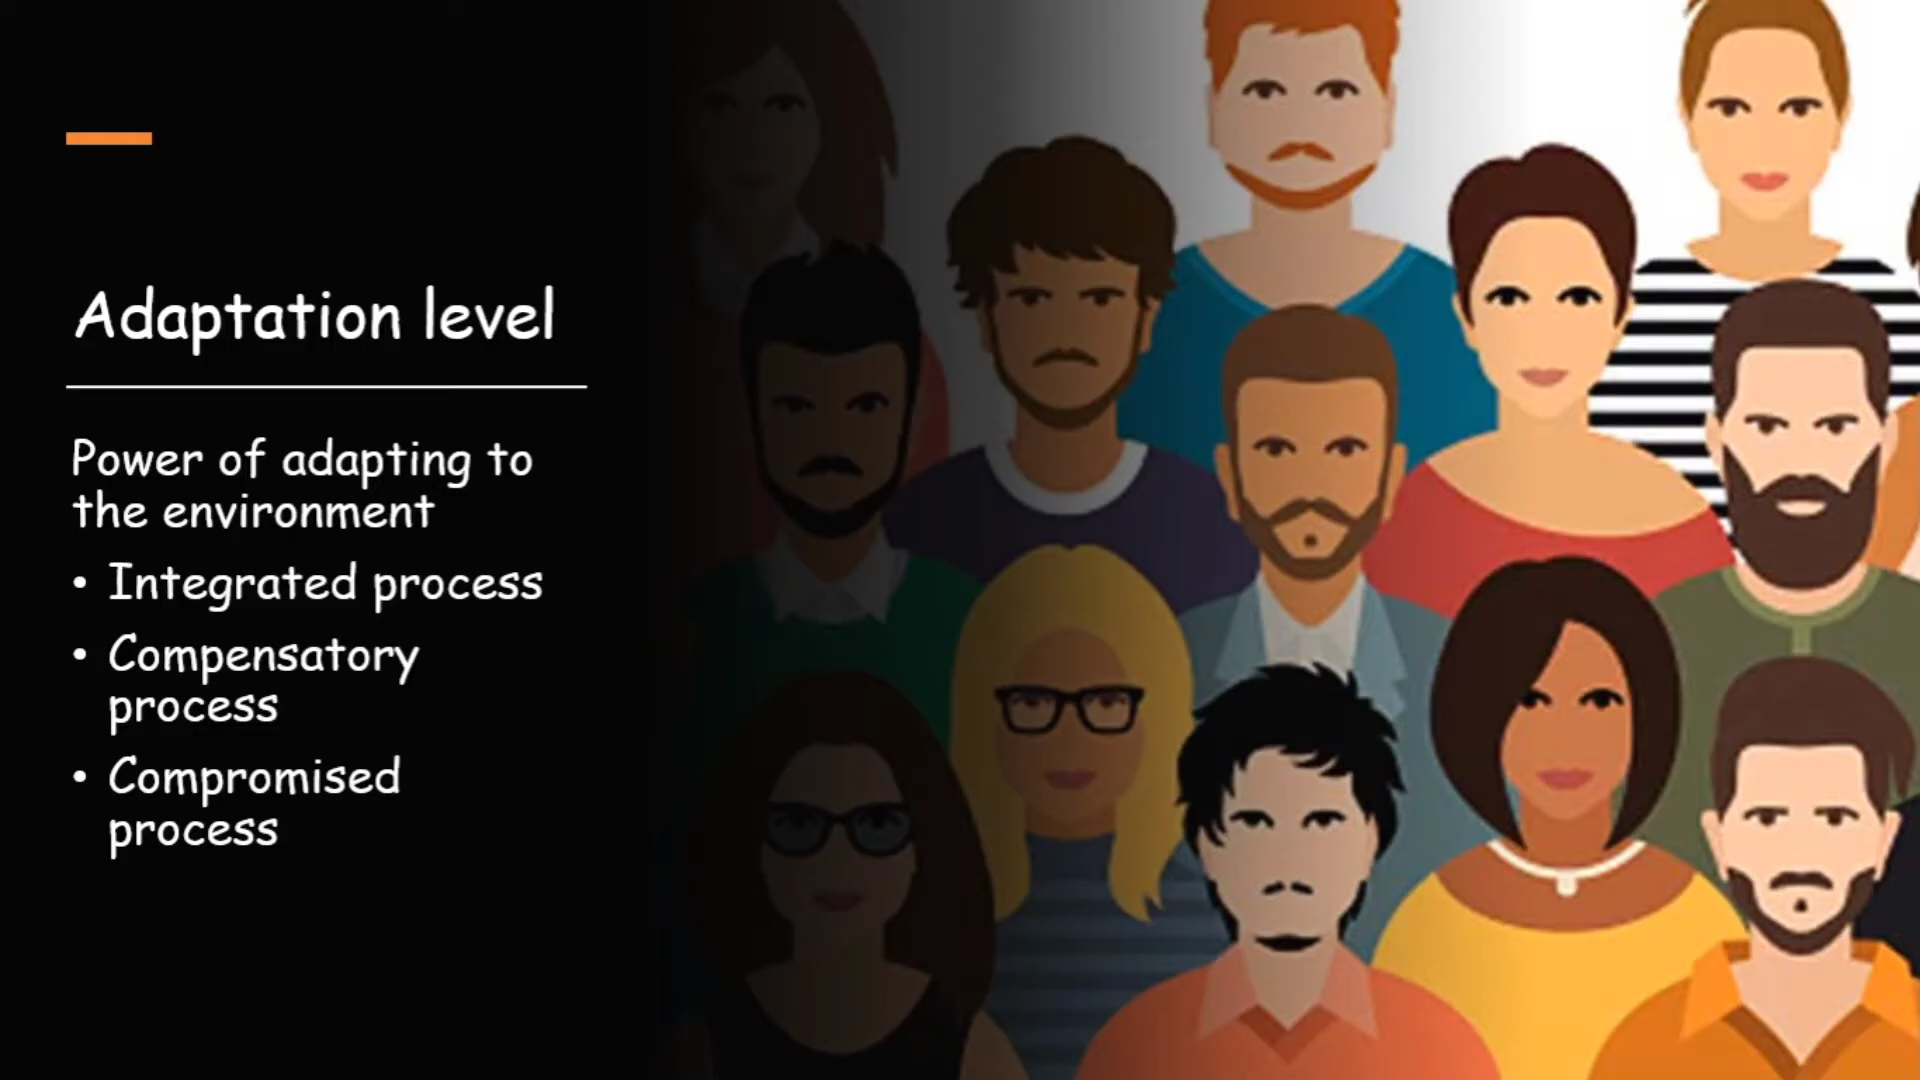 Adaptation level
Power of adapting to
the environment
• Integrated process
• Compensatory
process
• Compromised
process